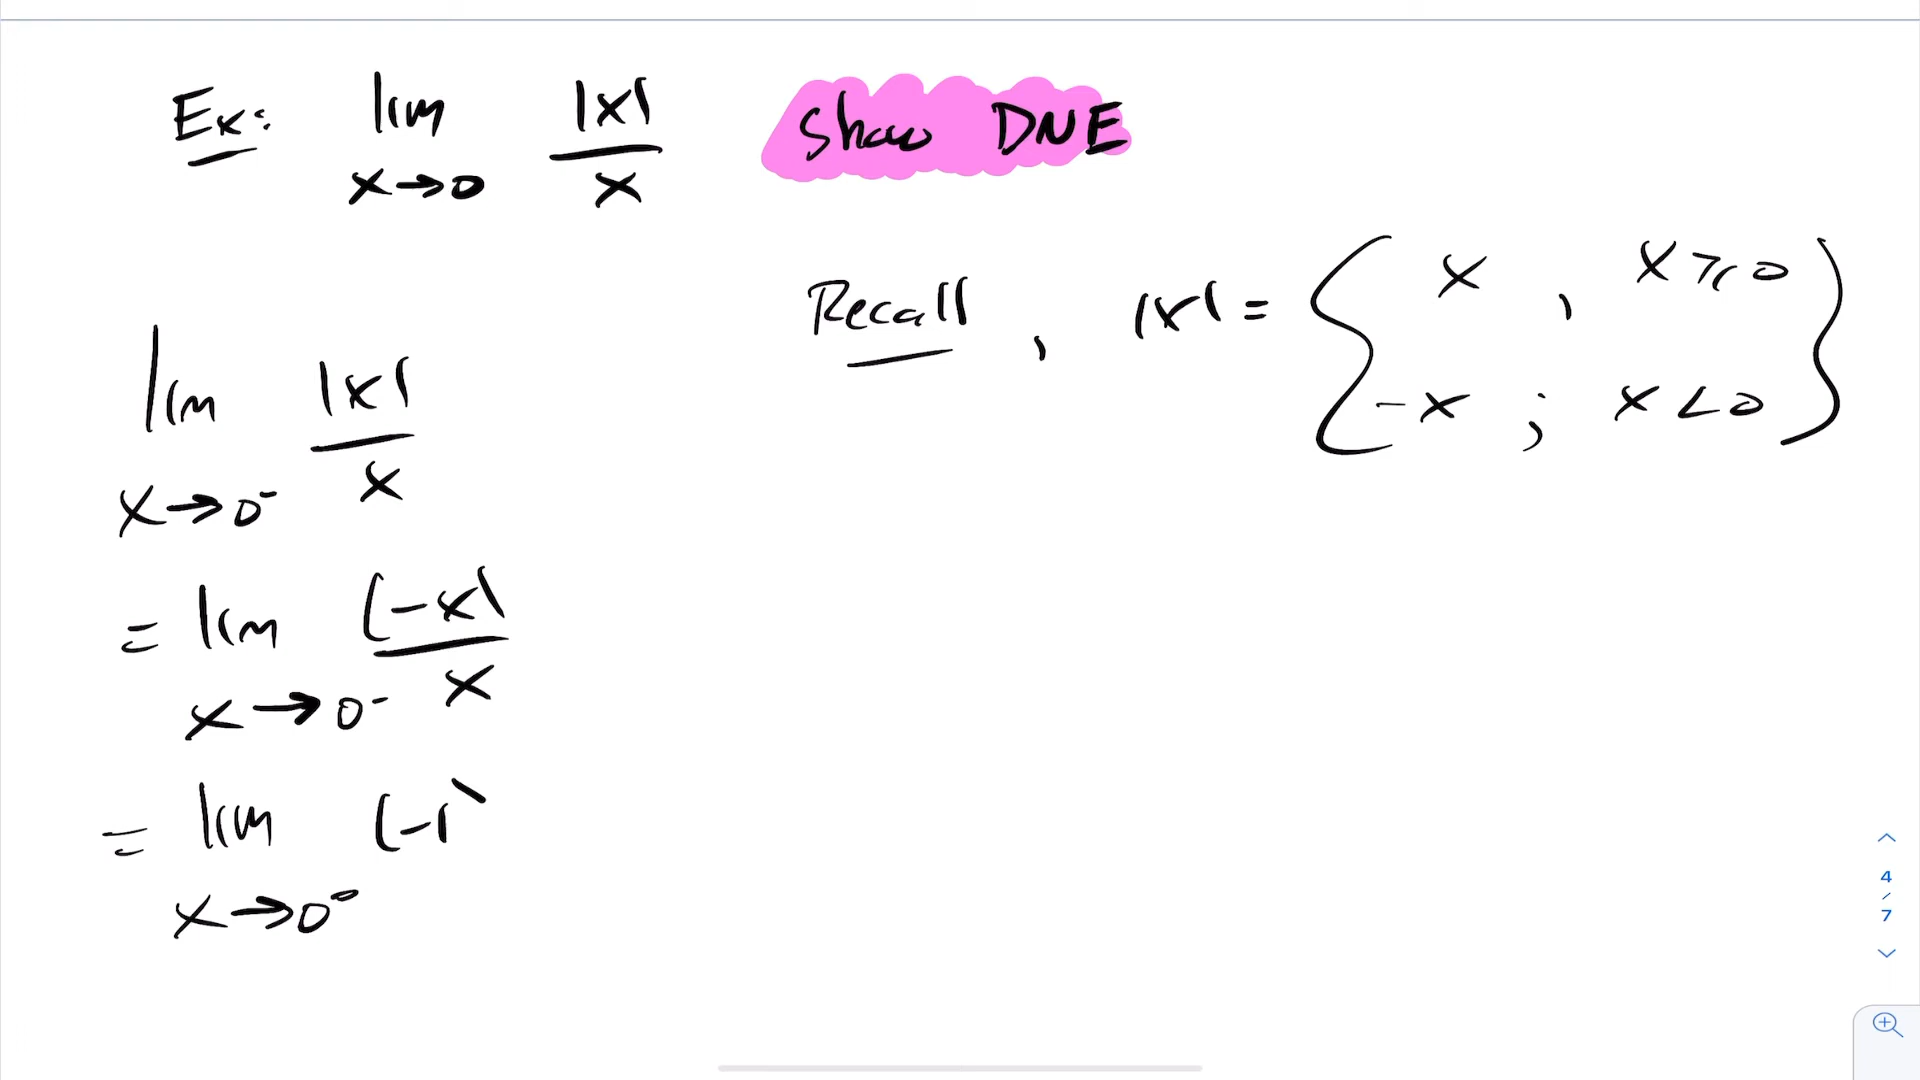 Ex: lim |x| Show DNE
x→0 x
Recall, |x| = { x , x ≥ 0
-x ; x < 0 }
lim |x|
x→0⁻ x
= lim (-x)
x→0⁻ x
= lim (-1)
x→0⁻
4
/
7